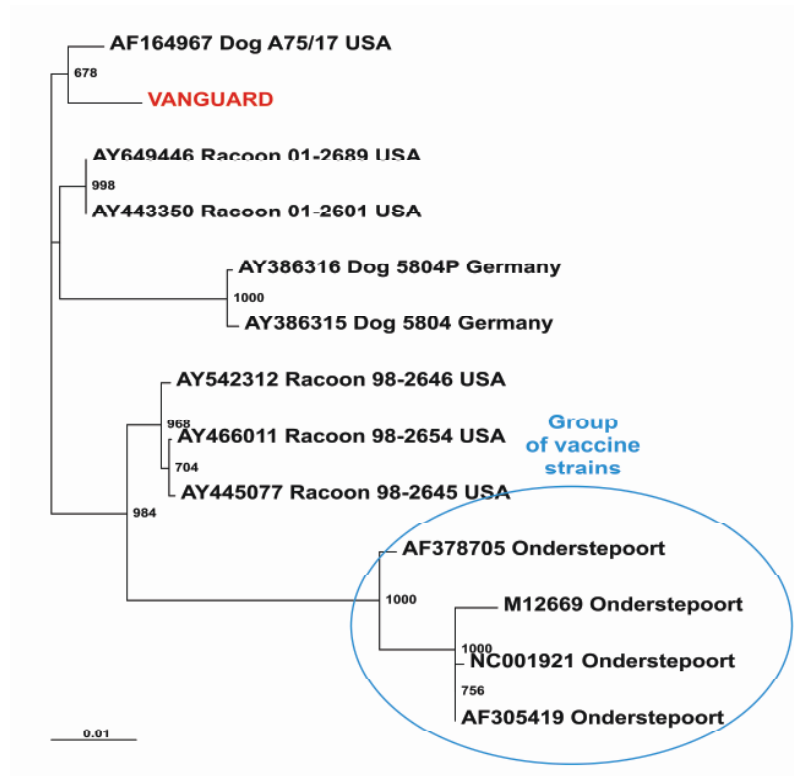 AF164967 Dog A75/17 USA
678
VANGUARD
AY649446 Racoon 01-2689 USA
998
AY443350 Racoon 01-2601 USA
AY386316 Dog 5804P Germany
1000
AY386315 Dog 5804 Germany
AY542312 Racoon 98-2646 USA
968
AY466011 Racoon 98-2654 USA
704
AY445077 Racoon 98-2645 USA
984
Group
of vaccine
strains
AF378705 Onderstepoort
1000
M12669 Onderstepoort
1000
NC001921 Onderstepoort
756
AF305419 Onderstepoort
0.01